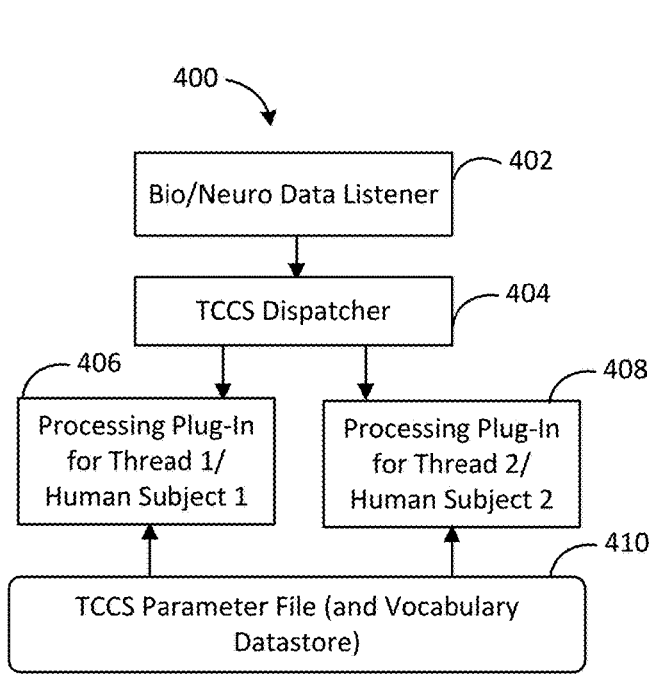 400
402
Bio/Neuro Data Listener
404
TCCS Dispatcher
406
408
Processing Plug-In
for Thread 1/
Human Subject 1
Processing Plug-In
for Thread 2/
Human Subject 2
410
TCCS Parameter File (and Vocabulary
Datastore)